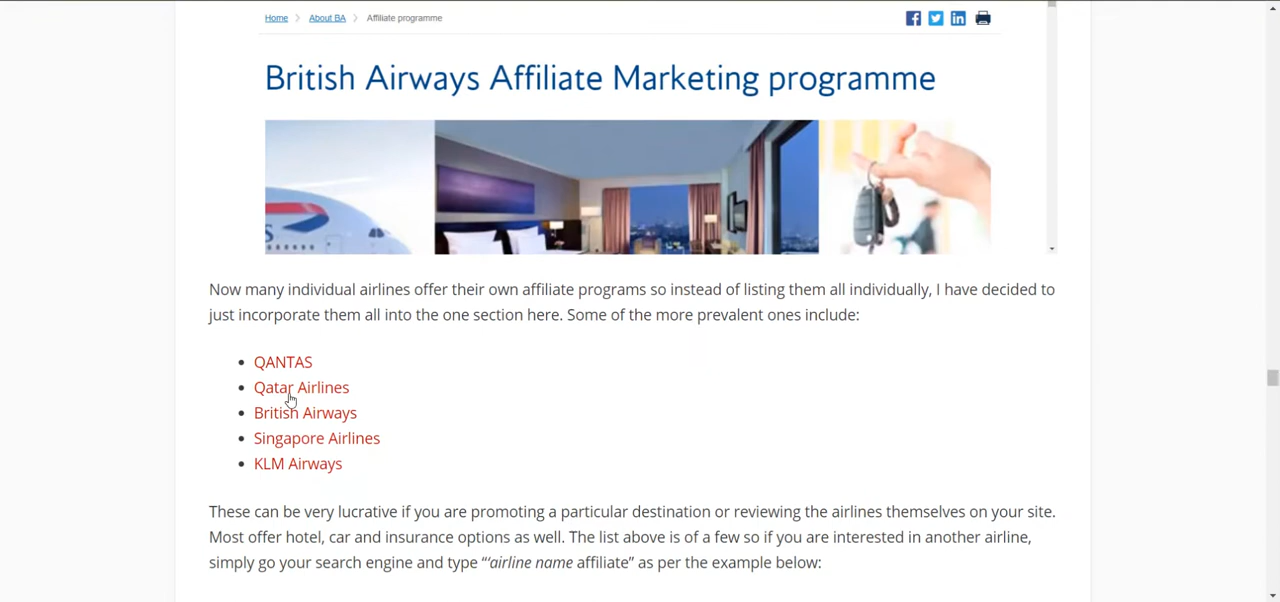 Home > About BA > Affiliate programme
British Airways Affiliate Marketing programme
Now many individual airlines offer their own affiliate programs so instead of listing them all individually, I have decided to
just incorporate them all into the one section here. Some of the more prevalent ones include:
• QANTAS
• Qatar Airlines
• British Airways
• Singapore Airlines
• KLM Airways
These can be very lucrative if you are promoting a particular destination or reviewing the airlines themselves on your site.
Most offer hotel, car and insurance options as well. The list above is of a few so if you are interested in another airline,
simply go your search engine and type “‘airline name affiliate” as per the example below: